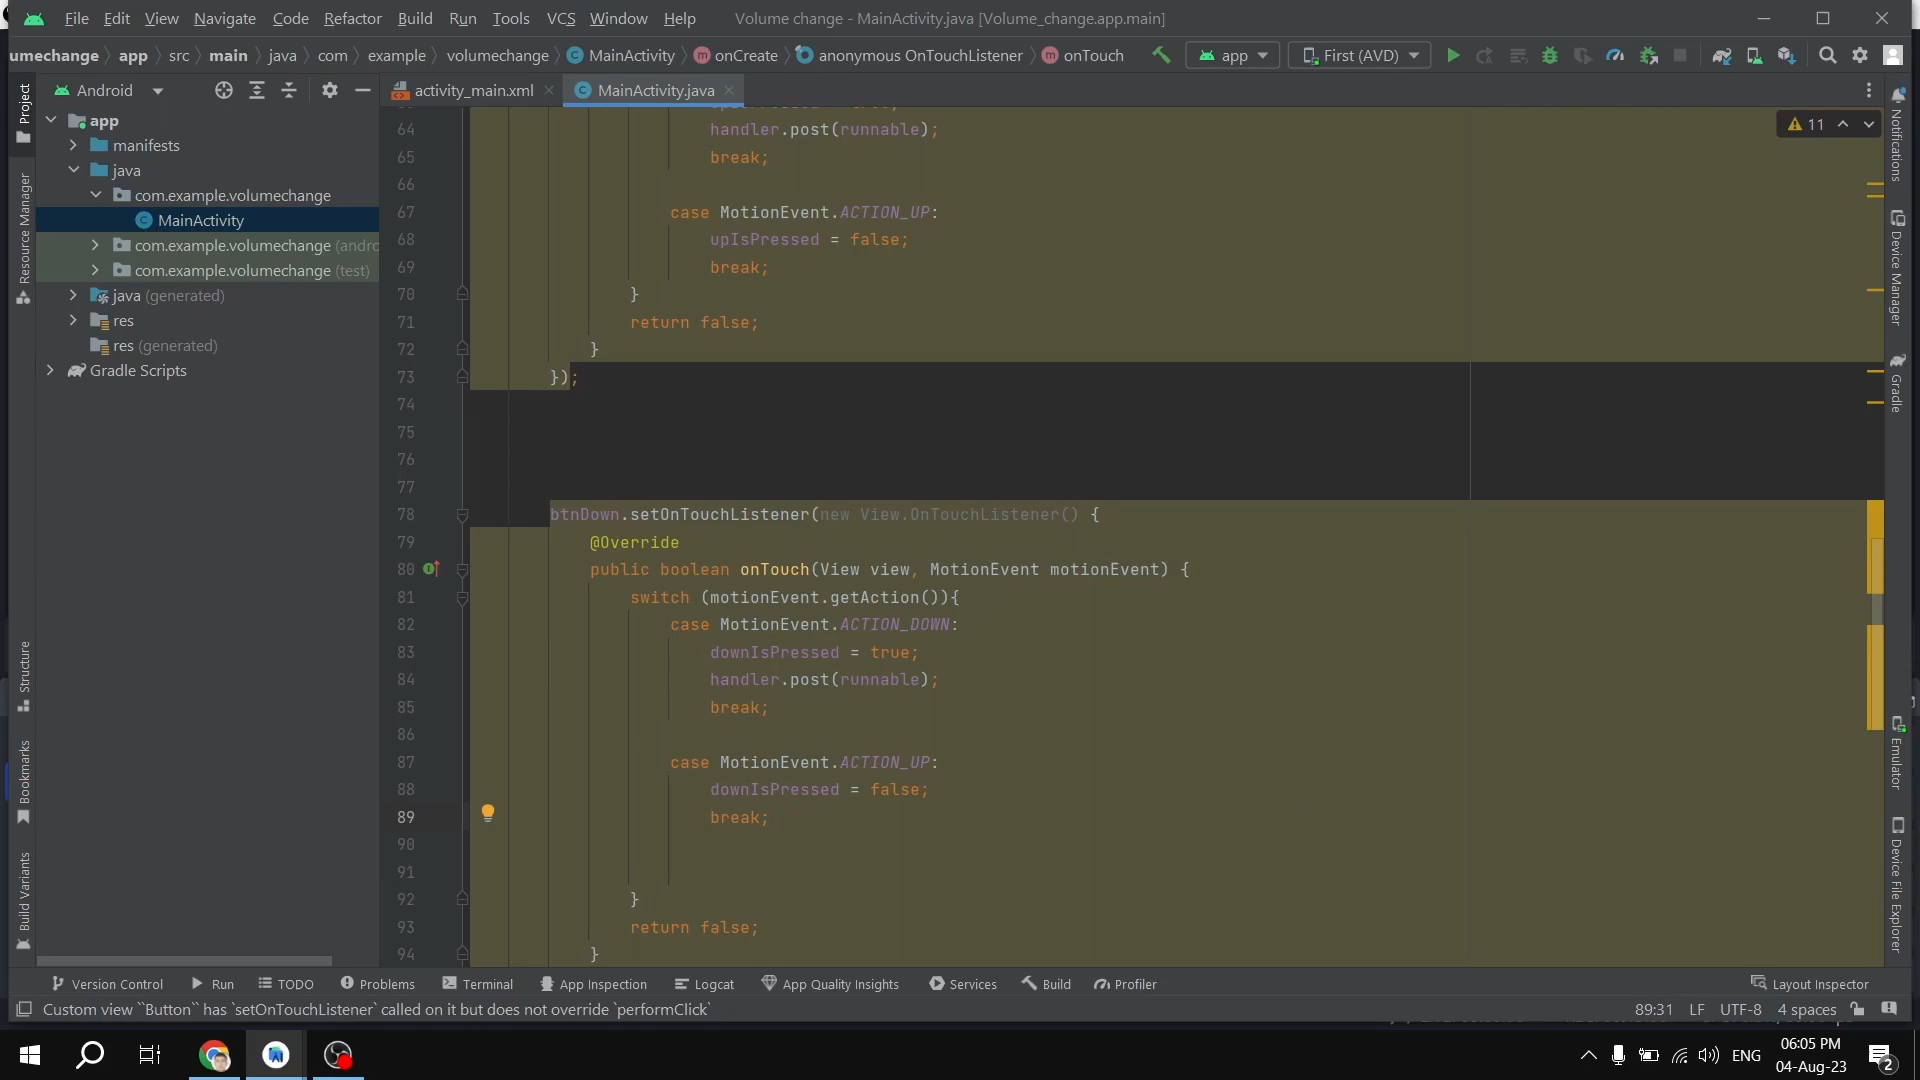 File Edit View Navigate Code Refactor Build Run Tools VCS Window Help Volume change - MainActivity.java [Volume_change.app.main]
umechange app src main java com example volumechange MainActivity onCreate anonymous OnTouchListener onTouch app First (AVD)
Android
activity_main.xml
MainActivity.java
Project
Resource Manager
Structure
Bookmarks
Build Variants
app
manifests
java
com.example.volumechange
MainActivity
com.example.volumechange (andro
com.example.volumechange (test)
java (generated)
res
res (generated)
Gradle Scripts
11
64 handler.post(runnable);
65 break;
66
67 case MotionEvent.ACTION_UP:
68 upIsPressed = false;
69 break;
70 }
71 return false;
72 }
73 });
74
75
76
77
78 btnDown.setOnTouchListener(new View.OnTouchListener() {
79 @Override
80 public boolean onTouch(View view, MotionEvent motionEvent) {
81 switch (motionEvent.getAction()){
82 case MotionEvent.ACTION_DOWN:
83 downIsPressed = true;
84 handler.post(runnable);
85 break;
86
87 case MotionEvent.ACTION_UP:
88 downIsPressed = false;
89 break;
90
91
92 }
93 return false;
94 }
Notifications
Device Manager
Gradle
Emulator
Device File Explorer
Version Control Run TODO Problems Terminal App Inspection Logcat App Quality Insights Services Build Profiler Layout Inspector
Custom view ``Button`` has `setOnTouchListener` called on it but does not override `performClick` 89:31 LF UTF-8 4 spaces
ENG
06:05 PM
04-Aug-23
2